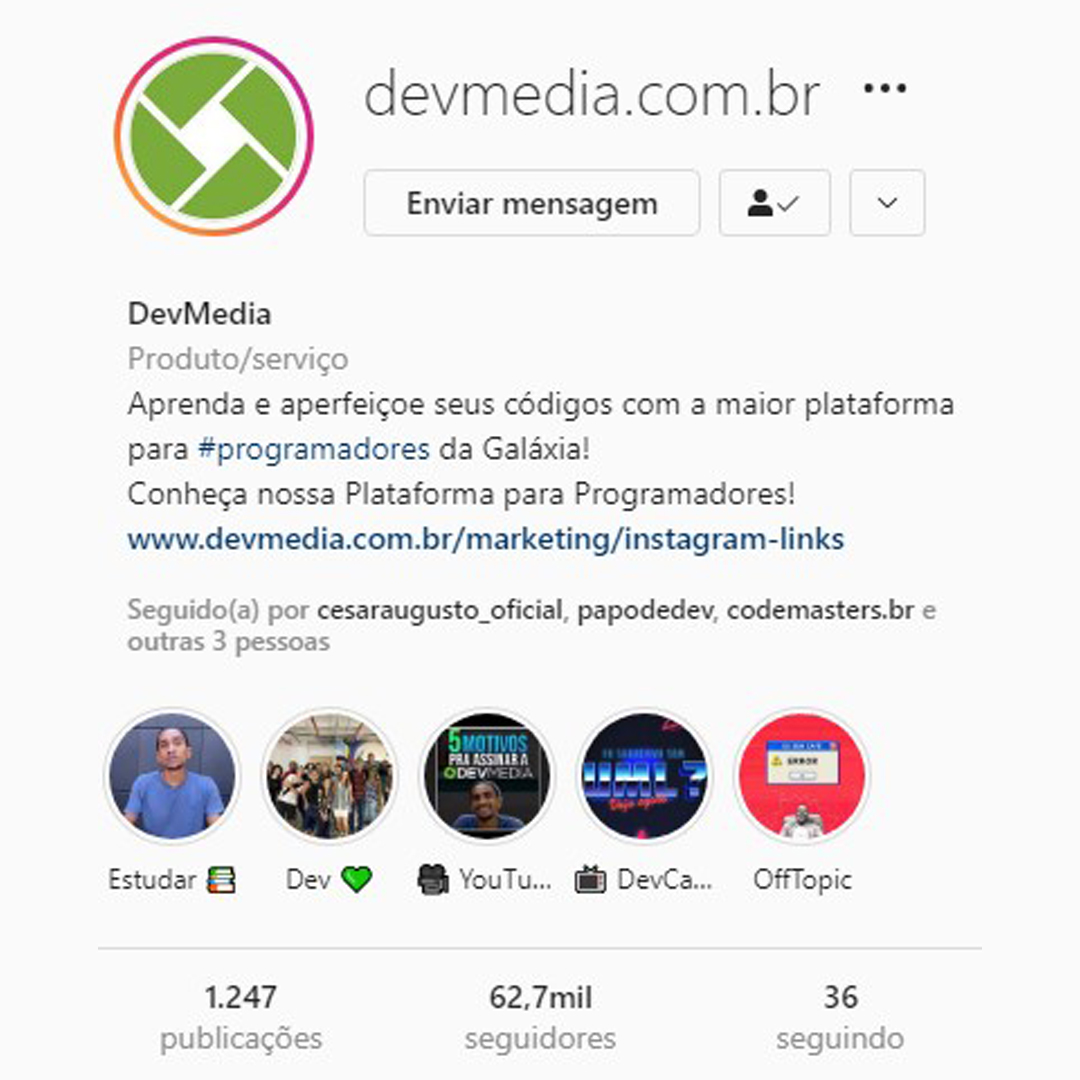 devmedia.com.br
Enviar mensagem
DevMedia
Produto/serviço
Aprenda e aperfeiçoe seus códigos com a maior plataforma
para #programadores da Galáxia!
Conheça nossa Plataforma para Programadores!
www.devmedia.com.br/marketing/instagram-links
Seguido(a) por cesaraugusto_oficial, papodedev, codemasters.br e
outras 3 pessoas
5 MOTIVOS
PRA ASSINAR A
DEVMEDIA
UML?
Veja agora
ERROR
Estudar 📚 Dev 💚 🎥 YouTu... 📺 DevCa... OffTopic
1.247 62,7mil 36
publicações seguidores seguindo